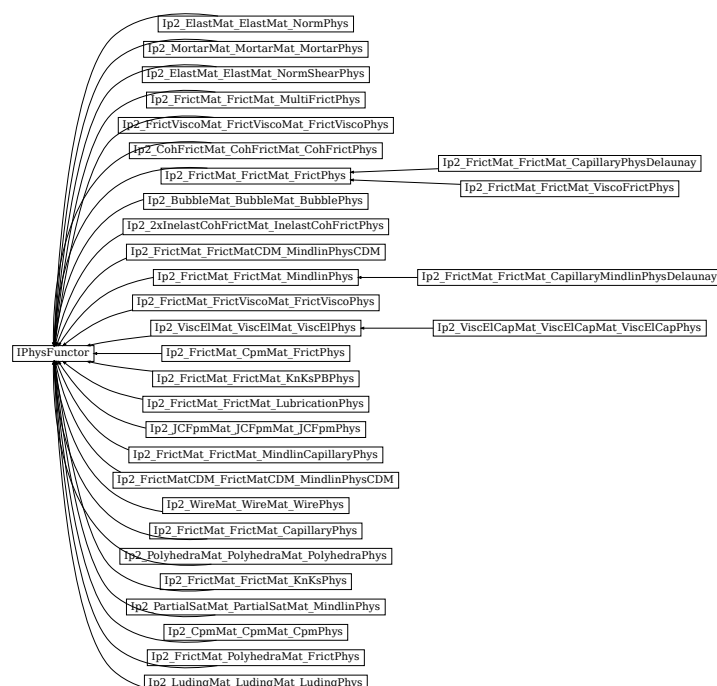 Ip2_ElastMat_ElastMat_NormPhys
Ip2_MortarMat_MortarMat_MortarPhys
Ip2_ElastMat_ElastMat_NormShearPhys
Ip2_FrictMat_FrictMat_MultiFrictPhys
Ip2_FrictViscoMat_FrictViscoMat_FrictViscoPhys
Ip2_CohFrictMat_CohFrictMat_CohFrictPhys
Ip2_FrictMat_FrictMat_CapillaryPhysDelaunay
Ip2_FrictMat_FrictMat_FrictPhys
Ip2_FrictMat_FrictMat_ViscoFrictPhys
Ip2_BubbleMat_BubbleMat_BubblePhys
Ip2_2xInelastCohFrictMat_InelastCohFrictPhys
Ip2_FrictMat_FrictMatCDM_MindlinPhysCDM
Ip2_FrictMat_FrictMat_MindlinPhys
Ip2_FrictMat_FrictMat_CapillaryMindlinPhysDelaunay
Ip2_FrictMat_FrictViscoMat_FrictViscoPhys
Ip2_ViscElMat_ViscElMat_ViscElPhys
Ip2_ViscElCapMat_ViscElCapMat_ViscElCapPhys
IPhysFunctor
Ip2_FrictMat_CpmMat_FrictPhys
Ip2_FrictMat_FrictMat_KnKsPBPhys
Ip2_FrictMat_FrictMat_LubricationPhys
Ip2_JCFpmMat_JCFpmMat_JCFpmPhys
Ip2_FrictMat_FrictMat_MindlinCapillaryPhys
Ip2_FrictMatCDM_FrictMatCDM_MindlinPhysCDM
Ip2_WireMat_WireMat_WirePhys
Ip2_FrictMat_FrictMat_CapillaryPhys
Ip2_PolyhedraMat_PolyhedraMat_PolyhedraPhys
Ip2_FrictMat_FrictMat_KnKsPhys
Ip2_PartialSatMat_PartialSatMat_MindlinPhys
Ip2_CpmMat_CpmMat_CpmPhys
Ip2_FrictMat_PolyhedraMat_FrictPhys
Ip2_LudingMat_LudingMat_LudingPhys